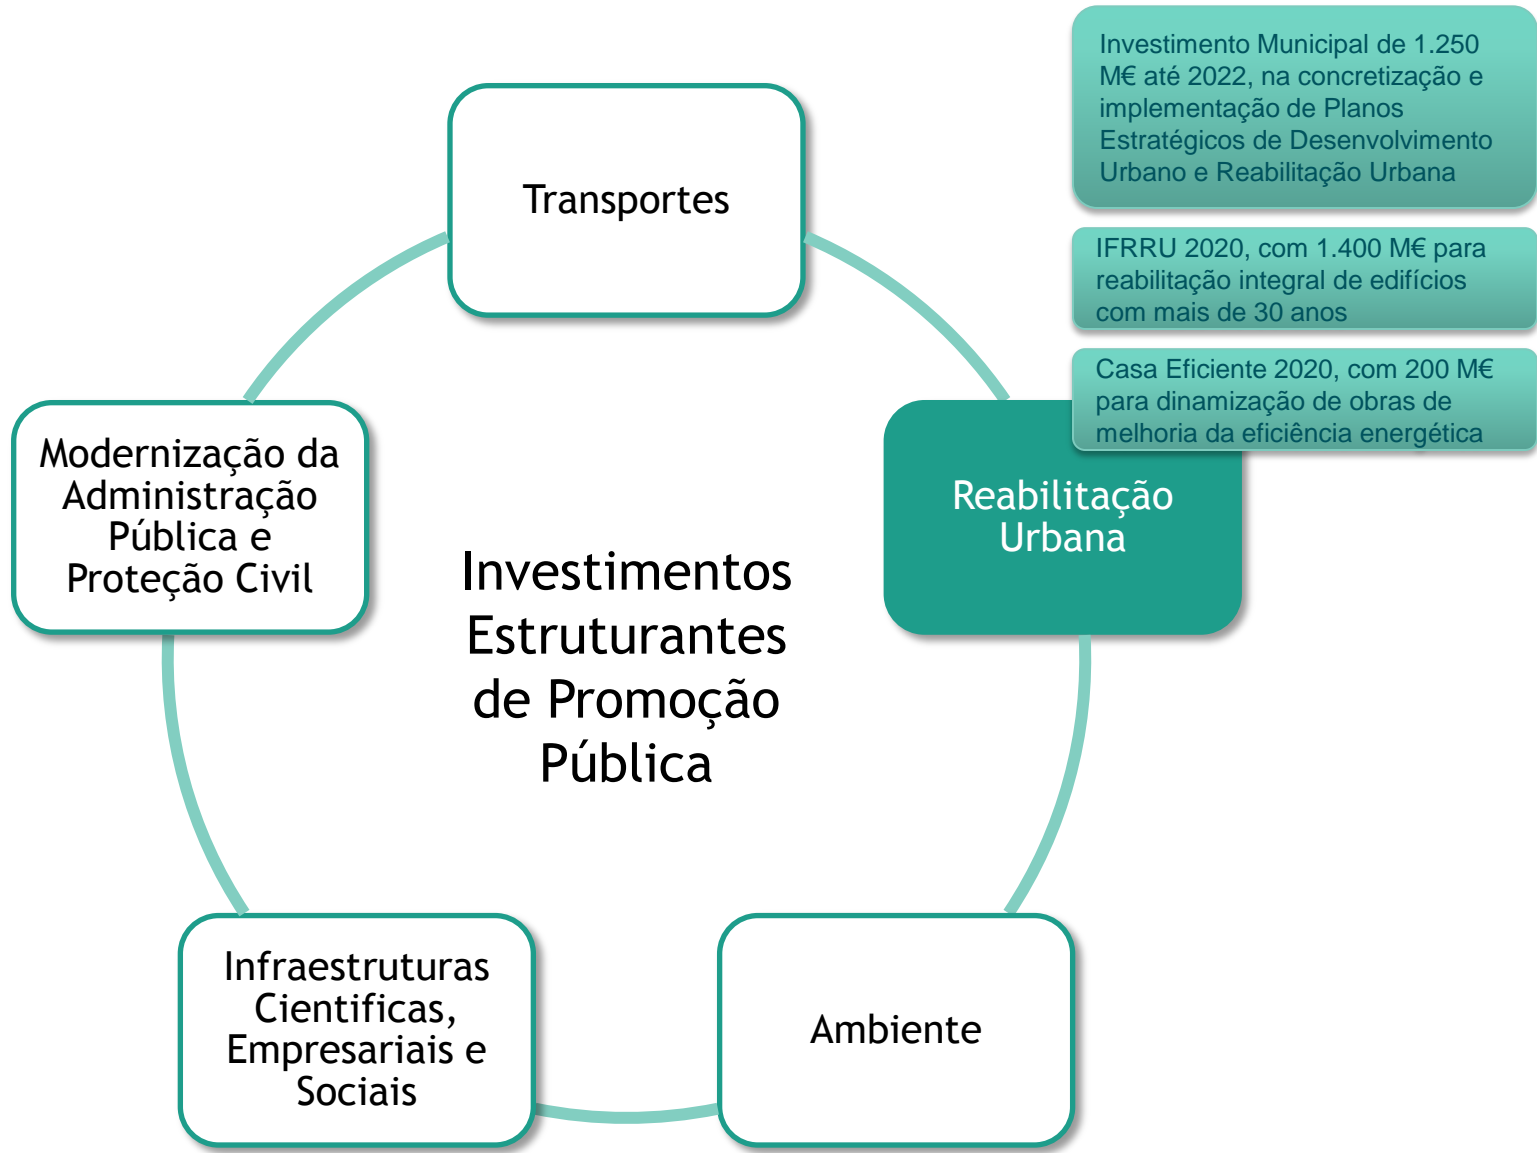 Investimento Municipal de 1.250
M€ até 2022, na concretização e
implementação de Planos
Estratégicos de Desenvolvimento
Urbano e Reabilitação Urbana
Transportes
IFRRU 2020, com 1.400 M€ para
reabilitação integral de edifícios
com mais de 30 anos
Casa Eficiente 2020, com 200 M€
para dinamização de obras de
melhoria da eficiência energética
Modernização da
Administração
Pública e
Proteção Civil
Reabilitação
Urbana
Investimentos
Estruturantes
de Promoção
Pública
Infraestruturas
Cientificas,
Empresariais e
Sociais
Ambiente